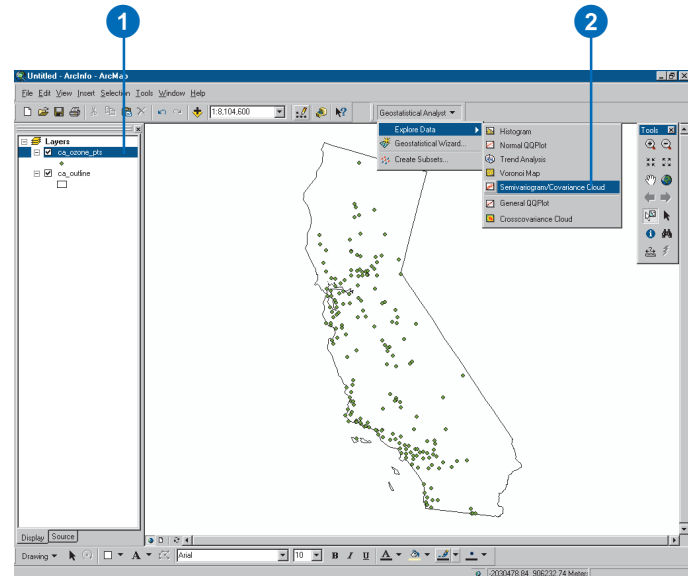 1
2
Untitled - ArcInfo - ArcMap
File Edit View Insert Selection Tools Window Help
1:8,104,600
Geostatistical Analyst
Explore Data
Geostatistical Wizard...
Create Subsets...
Histogram
Normal QQPlot
Trend Analysis
Voronoi Map
Semivariogram/Covariance Cloud
General QQPlot
Crosscovariance Cloud
Tools
Layers
ca_ozone_pts
ca_outline
Display Source
Drawing
A
Arial
10
B I U A
-2030478.84 906232.74 Meters